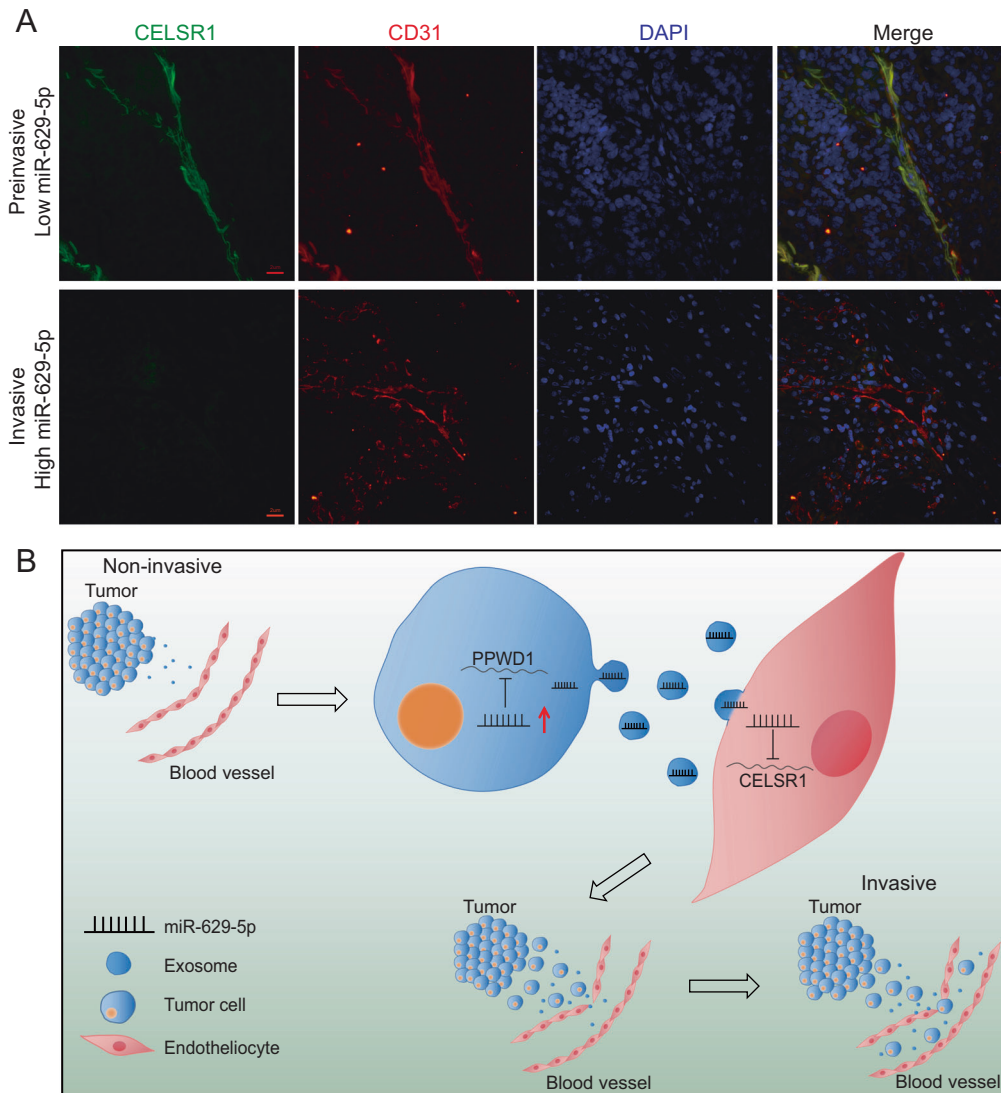 A
CELSR1
CD31
DAPI
Merge
Preinvasive
Low miR-629-5p
Invasive
High miR-629-5p
B
Non-invasive
Tumor
Blood vessel
PPWD1
CELSR1
miR-629-5p
Exosome
Tumor cell
Endotheliocyte
Tumor
Blood vessel
Invasive
Tumor
Blood vessel